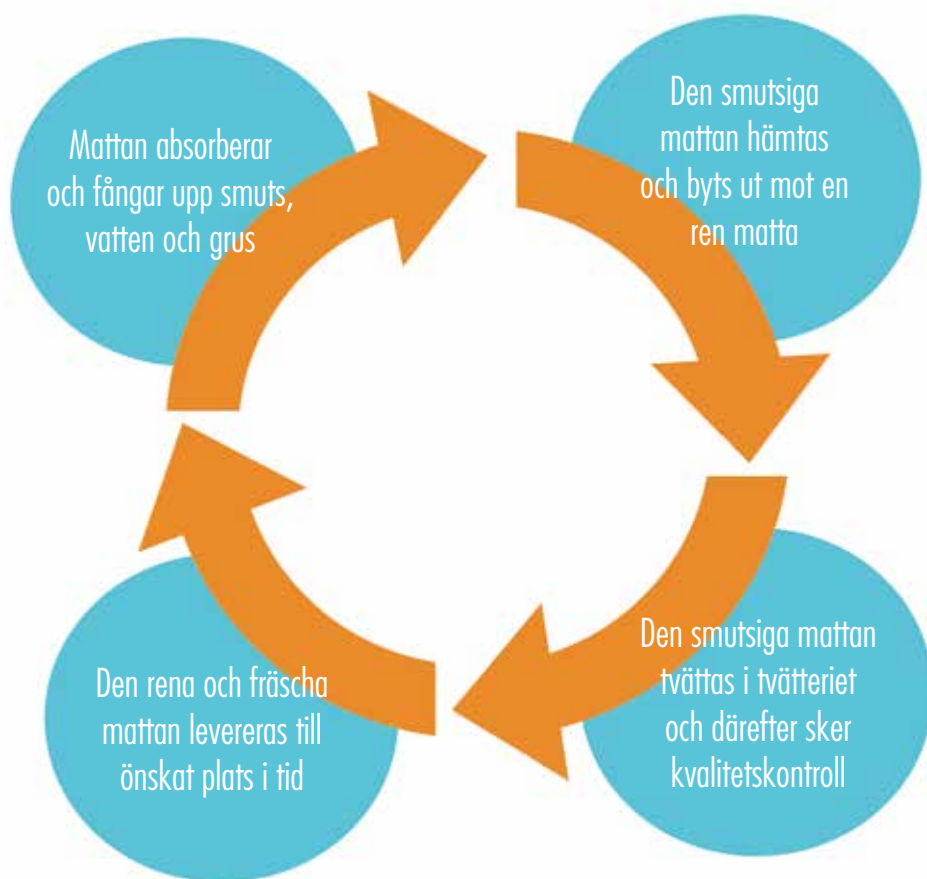 Mattan absorberar
och fångar upp smuts,
vatten och grus
Den smutsiga
mattan hämtas
och byts ut mot en
ren matta
Den smutsiga mattan
tvättas i tvätteriet
och därefter sker
kvalitetskontroll
Den rena och fräscha
mattan levereras till
önskat plats i tid